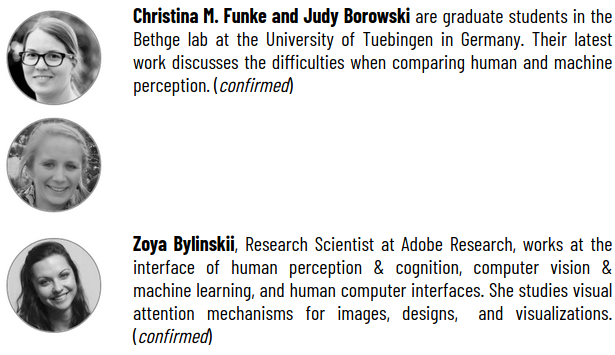 Christina M. Funke and Judy Borowski are graduate students in the
Bethge lab at the University of Tuebingen in Germany. Their latest
work discusses the difficulties when comparing human and machine
perception. (confirmed)
Zoya Bylinskii, Research Scientist at Adobe Research, works at the
interface of human perception & cognition, computer vision &
machine learning, and human computer interfaces. She studies visual
attention mechanisms for images, designs, and visualizations.
(confirmed)